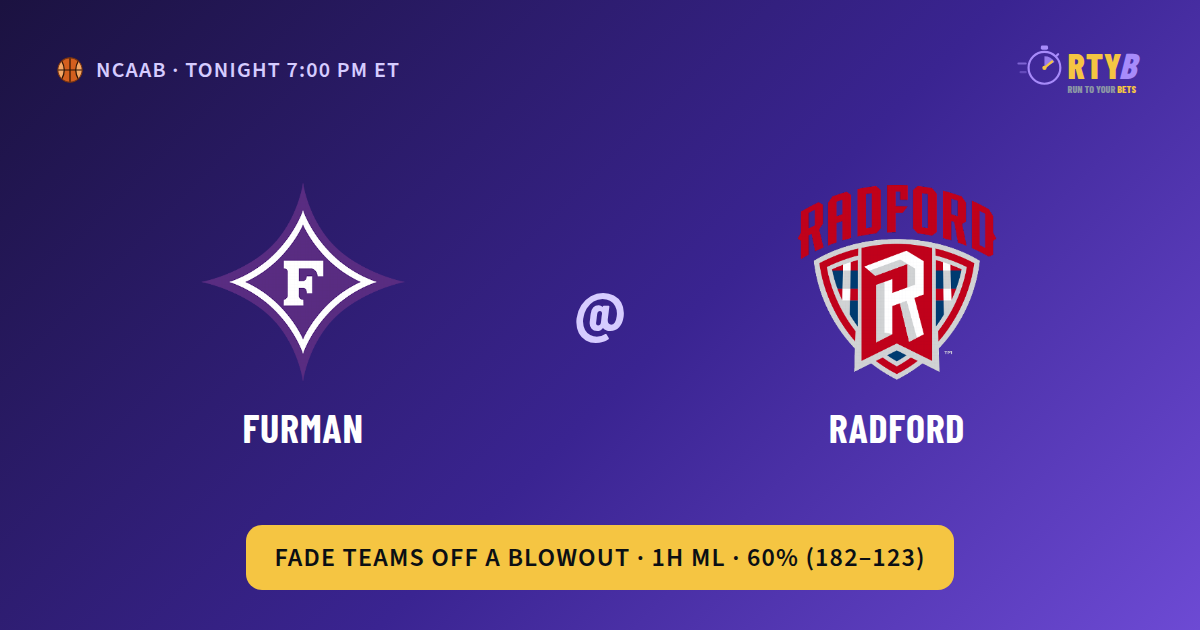 NCAAB · TONIGHT 7:00 PM ET
RTYB
RUN TO YOUR BETS
F
@
RADFORD
R
™
FURMAN
RADFORD
FADE TEAMS OFF A BLOWOUT · 1H ML · 60% (182–123)